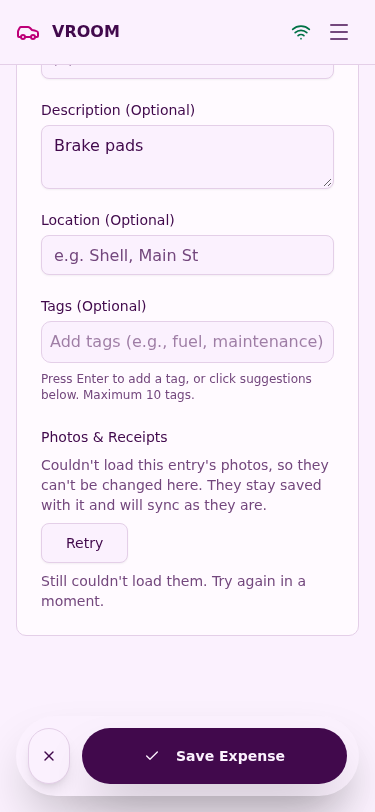 VROOM
Description (Optional)
Brake pads
Location (Optional)
e.g. Shell, Main St
Tags (Optional)
Add tags (e.g., fuel, maintenance)
Press Enter to add a tag, or click suggestions
below. Maximum 10 tags.
Photos & Receipts
Couldn't load this entry's photos, so they
can't be changed here. They stay saved
with it and will sync as they are.
Retry
Still couldn't load them. Try again in a
moment.
Save Expense